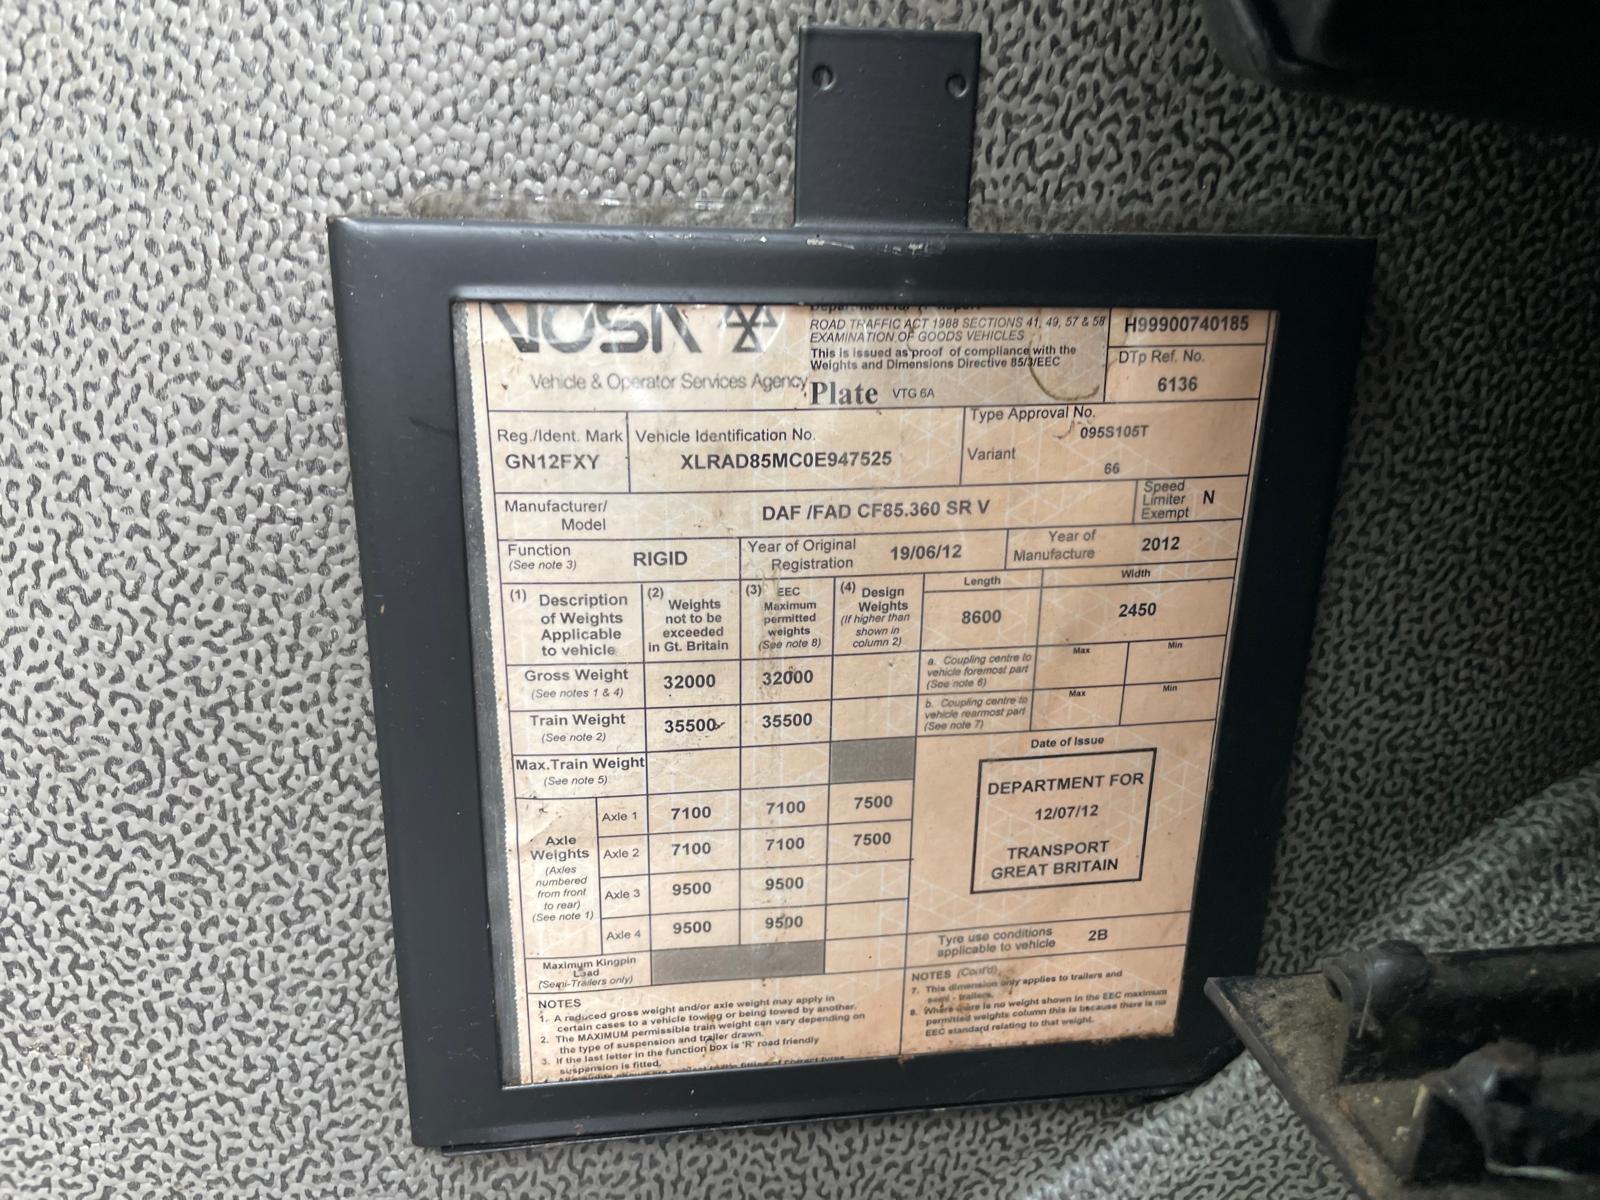 VOSA
Vehicle & Operator Services Agency
Department for Transport
ROAD TRAFFIC ACT 1988 SECTIONS 41, 49, 57 & 58
EXAMINATION OF GOODS VEHICLES
This is issued as proof of compliance with the
Weights and Dimensions Directive 85/3/EEC
Plate VTG 6A
H99900740185
DTp Ref. No.
6136
Reg./Ident. Mark
GN12FXY
Vehicle Identification No.
XLRAD85MC0E947525
Type Approval No.
095S105T
Variant
66
Manufacturer/
Model
DAF /FAD CF85.360 SR V
Speed
Limiter
Exempt
N
Function
(See note 3)
RIGID
Year of Original
Registration
19/06/12
Year of
Manufacture
2012
(1) Description
of Weights
Applicable
to vehicle
(2) Weights
not to be
exceeded
in Gt. Britain
(3) EEC
Maximum
permitted
weights
(See note 8)
(4) Design
Weights
(If higher than
shown in
column 2)
Length
8600
Width
2450
Gross Weight
(See notes 1 & 4)
32000
32000
a. Coupling centre to
vehicle foremost part
(See note 6)
Max
Min
Train Weight
(See note 2)
35500
35500
b. Coupling centre to
vehicle rearmost part
(See note 7)
Max
Min
Max.Train Weight
(See note 5)
Axle
Weights
(Axles
numbered
from front
to rear)
(See note 1)
Axle 1 7100 7100 7500
Axle 2 7100 7100 7500
Axle 3 9500 9500
Axle 4 9500 9500
Maximum Kingpin
Load
(Semi-Trailers only)
Date of Issue
DEPARTMENT FOR
12/07/12
TRANSPORT
GREAT BRITAIN
Tyre use conditions
applicable to vehicle
2B
NOTES
1. A reduced gross weight and/or axle weight may apply in
certain cases to a vehicle towing or being towed by another.
2. The MAXIMUM permissible train weight can vary depending on
the type of suspension and trailer drawn.
3. If the last letter in the function box is 'R' road friendly
suspension is fitted.
NOTES (Cont'd)
7. This dimension only applies to trailers and
semi - trailers.
8. Where there is no weight shown in the EEC maximum
permitted weights column this is because there is no
EEC standard relating to that weight.